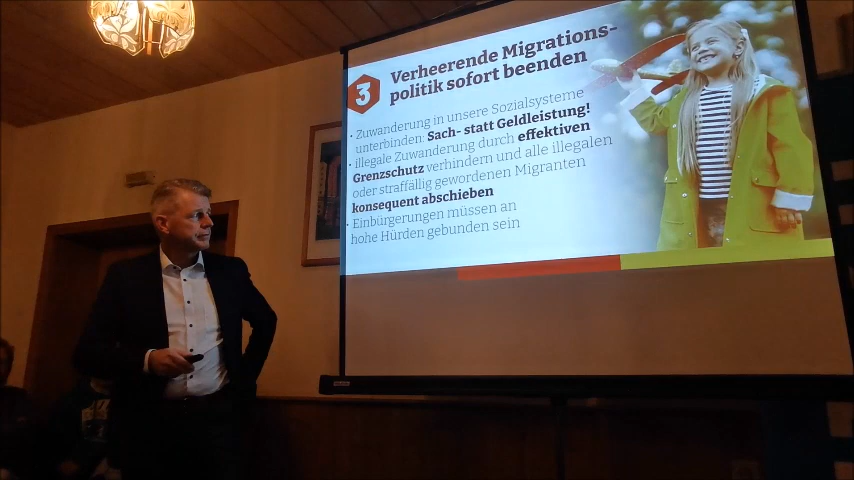 3
Verheerende Migrations-
politik sofort beenden
• Zuwanderung in unsere Sozialsysteme
unterbinden: Sach- statt Geldleistung!
• illegale Zuwanderung durch effektiven
Grenzschutz verhindern und alle illegalen
oder straffällig gewordenen Migranten
konsequent abschieben
• Einbürgerungen müssen an
hohe Hürden gebunden sein